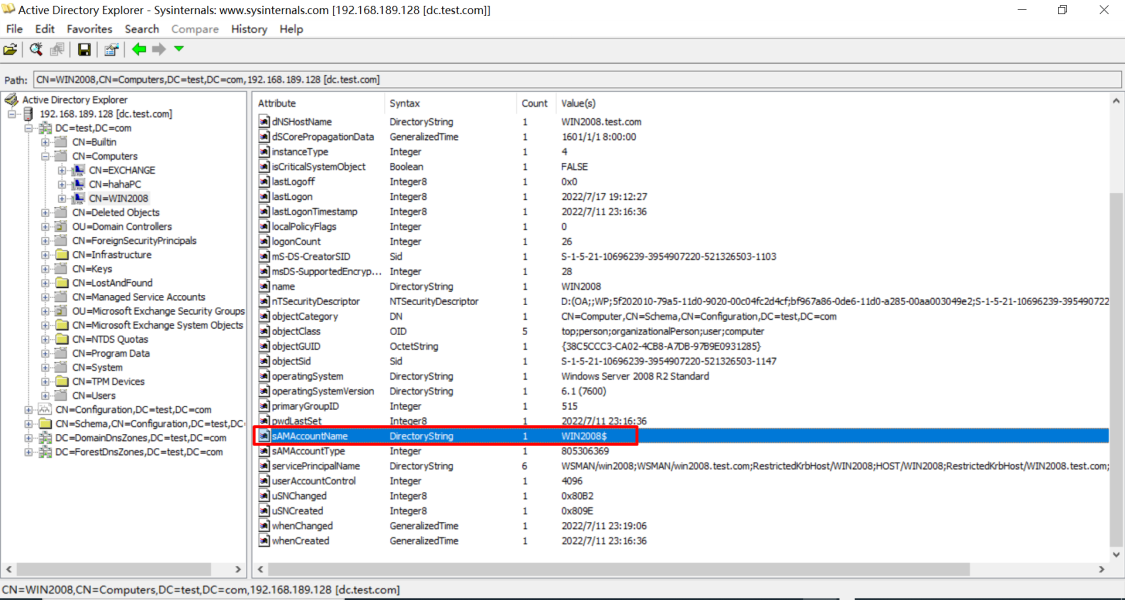 Active Directory Explorer - Sysinternals: www.sysinternals.com [192.168.189.128 [dc.test.com]]
File Edit Favorites Search Compare History Help
Path: CN=WIN2008,CN=Computers,DC=test,DC=com,192.168.189.128 [dc.test.com]
Active Directory Explorer
192.168.189.128 [dc.test.com]
DC=test,DC=com
CN=Builtin
CN=Computers
CN=EXCHANGE
CN=hahaPC
CN=WIN2008
CN=Deleted Objects
OU=Domain Controllers
CN=ForeignSecurityPrincipals
CN=Infrastructure
CN=Keys
CN=LostAndFound
CN=Managed Service Accounts
OU=Microsoft Exchange Security Groups
CN=Microsoft Exchange System Objects
CN=NTDS Quotas
CN=Program Data
CN=System
CN=TPM Devices
CN=Users
CN=Configuration,DC=test,DC=com
CN=Schema,CN=Configuration,DC=test,DC
DC=DomainDnsZones,DC=test,DC=com
DC=ForestDnsZones,DC=test,DC=com
Attribute Syntax Count Value(s)
dNSHostName DirectoryString 1 WIN2008.test.com
dSCorePropagationData GeneralizedTime 1 1601/1/1 8:00:00
instanceType Integer 1 4
isCriticalSystemObject Boolean 1 FALSE
lastLogoff Integer8 1 0x0
lastLogon Integer8 1 2022/7/17 19:12:27
lastLogonTimestamp Integer8 1 2022/7/11 23:16:36
localPolicyFlags Integer 1 0
logonCount Integer 1 26
mS-DS-CreatorSID Sid 1 S-1-5-21-10696239-3954907220-521326503-1103
msDS-SupportedEncryp... Integer 1 28
name DirectoryString 1 WIN2008
nTSecurityDescriptor NTSecurityDescriptor 1 D:(OA;;WP;5f202010-79a5-11d0-9020-00c04fc2d4cf;bf967a86-0de6-11d0-a285-00aa003049e2;S-1-5-21-10696239-395490722
objectCategory DN 1 CN=Computer,CN=Schema,CN=Configuration,DC=test,DC=com
objectClass OID 5 top;person;organizationalPerson;user;computer
objectGUID OctetString 1 {38C5CCC3-CA02-4CB8-A7DB-97B9E0931285}
objectSid Sid 1 S-1-5-21-10696239-3954907220-521326503-1147
operatingSystem DirectoryString 1 Windows Server 2008 R2 Standard
operatingSystemVersion DirectoryString 1 6.1 (7600)
primaryGroupID Integer 1 515
pwdLastSet Integer8 1 2022/7/11 23:16:36
sAMAccountName DirectoryString 1 WIN2008$
sAMAccountType Integer 1 805306369
servicePrincipalName DirectoryString 6 WSMAN/win2008;WSMAN/win2008.test.com;RestrictedKrbHost/WIN2008;HOST/WIN2008;RestrictedKrbHost/WIN2008.test.com;
userAccountControl Integer 1 4096
uSNChanged Integer8 1 0x80B2
uSNCreated Integer8 1 0x809E
whenChanged GeneralizedTime 1 2022/7/11 23:19:06
whenCreated GeneralizedTime 1 2022/7/11 23:16:36
CN=WIN2008,CN=Computers,DC=test,DC=com,192.168.189.128 [dc.test.com]